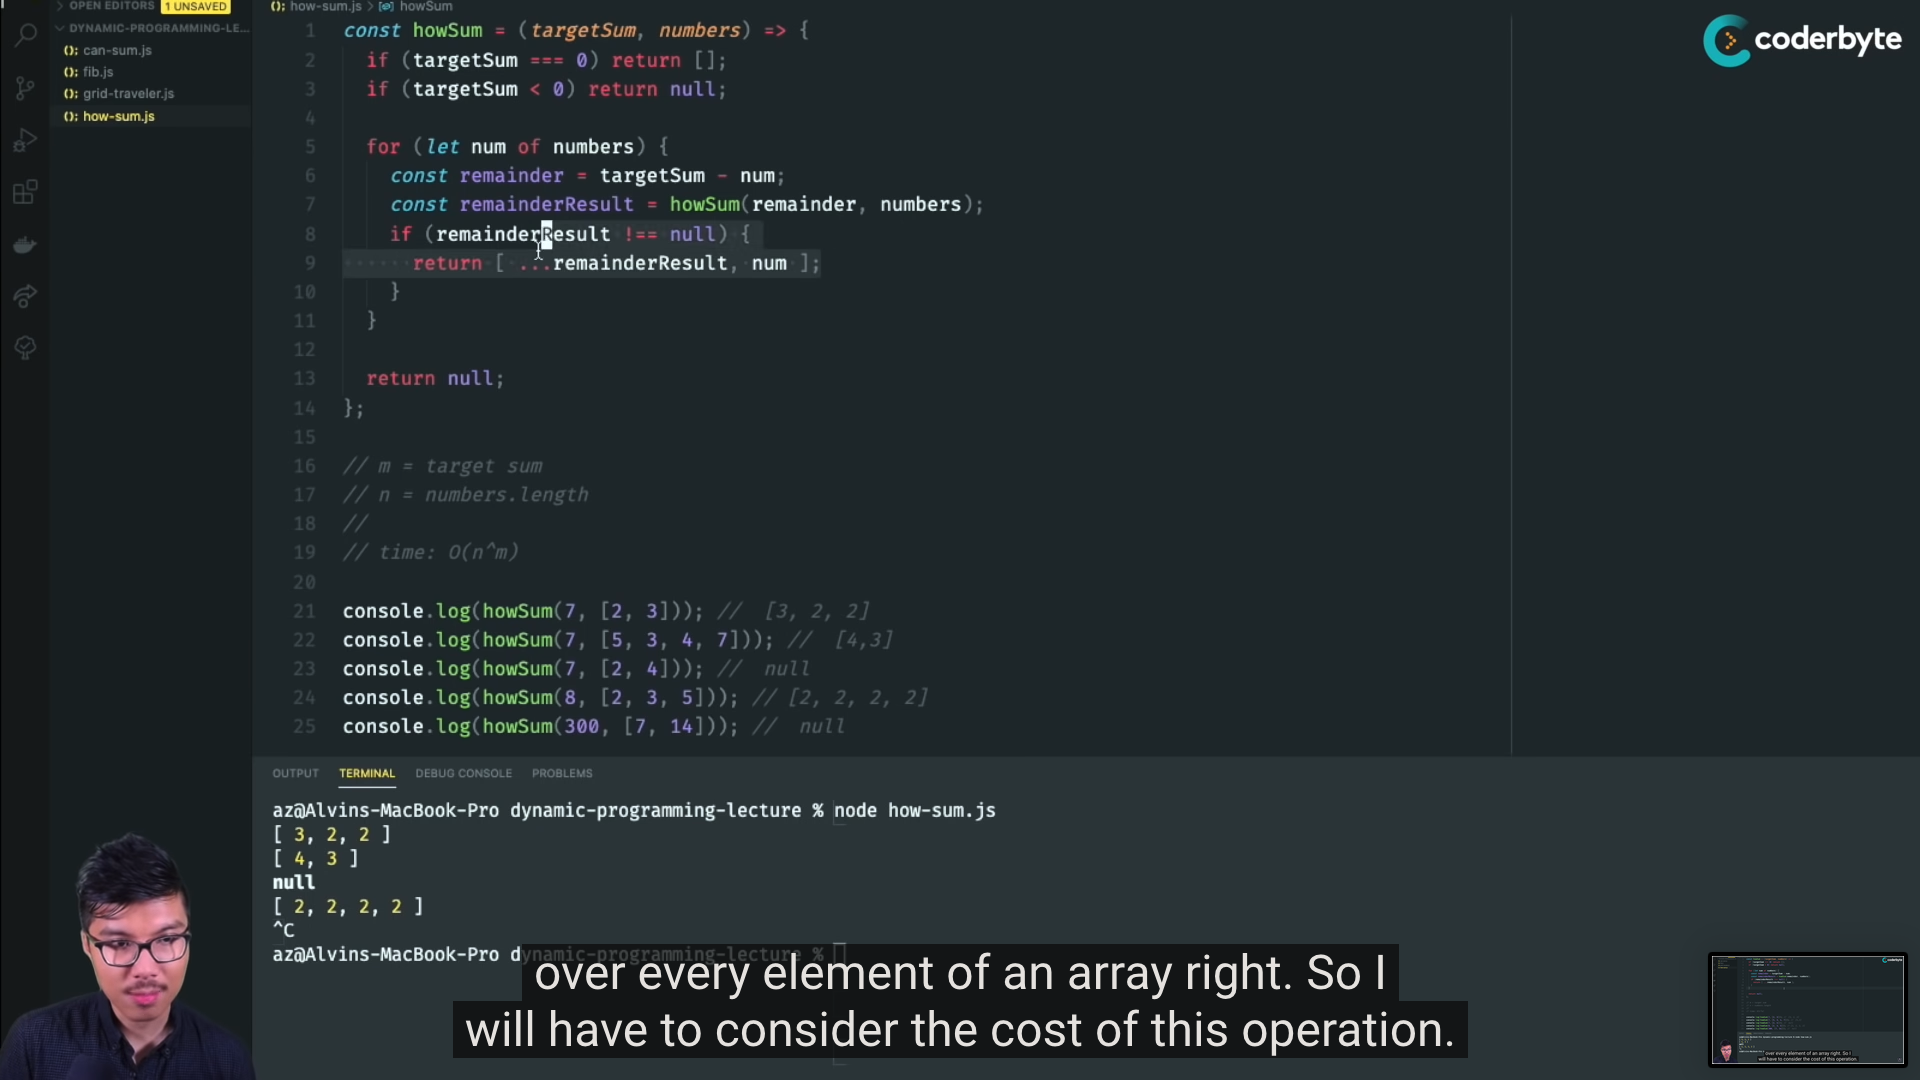 OPEN EDITORS 1 UNSAVED
DYNAMIC-PROGRAMMING-LE...
can-sum.js
fib.js
grid-traveler.js
how-sum.js
how-sum.js > howSum
1 const howSum = (targetSum, numbers) => {
2 if (targetSum === 0) return [];
3 if (targetSum < 0) return null;
4
5 for (let num of numbers) {
6 const remainder = targetSum - num;
7 const remainderResult = howSum(remainder, numbers);
8 if (remainderResult !== null) {
9 return [ ...remainderResult, num ];
10 }
11 }
12
13 return null;
14 };
15
16 // m = target sum
17 // n = numbers.length
18 //
19 // time: O(n^m)
20
21 console.log(howSum(7, [2, 3])); // [3, 2, 2]
22 console.log(howSum(7, [5, 3, 4, 7])); // [4,3]
23 console.log(howSum(7, [2, 4])); // null
24 console.log(howSum(8, [2, 3, 5])); // [2, 2, 2, 2]
25 console.log(howSum(300, [7, 14])); // null
coderbyte
OUTPUT TERMINAL DEBUG CONSOLE PROBLEMS
az@Alvins-MacBook-Pro dynamic-programming-lecture % node how-sum.js
[ 3, 2, 2 ]
[ 4, 3 ]
null
[ 2, 2, 2, 2 ]
^C
az@Alvins-MacBook-Pro dynamic-programming-lecture %
over every element of an array right. So I
will have to consider the cost of this operation.